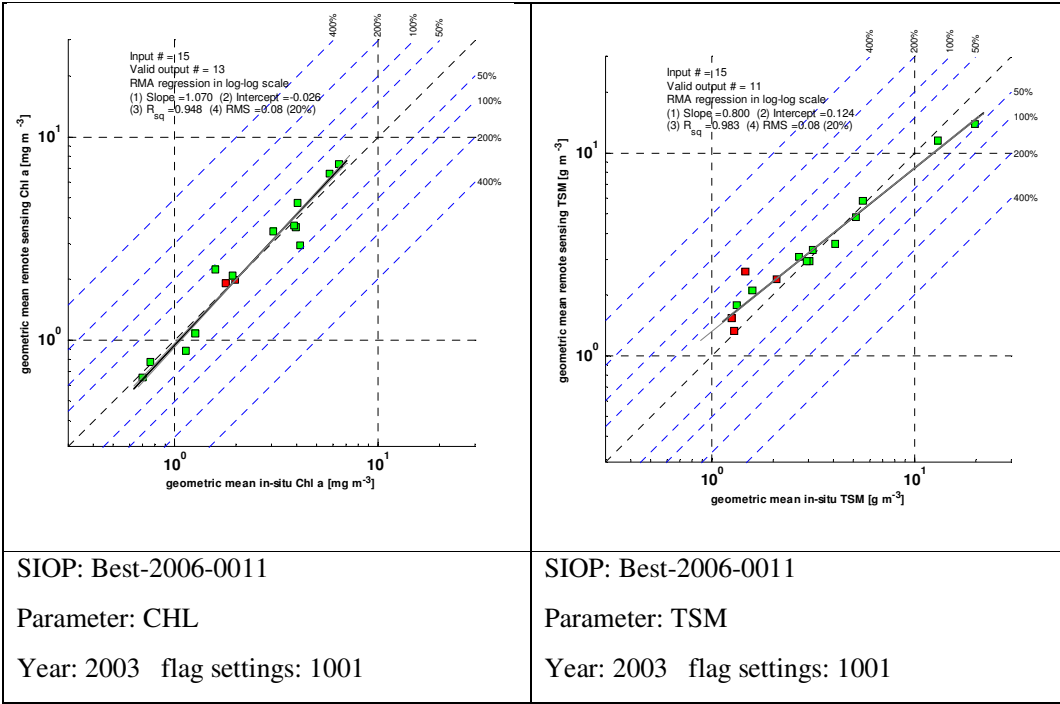 400%
200%
100%
50%
Input # = 15
Valid output # = 13
RMA regression in log-log scale
(1) Slope =1.070 (2) Intercept =-0.026
(3) R sq =0.948 (4) RMS =0.08 (20%)
50%
100%
200%
400%
10^1
10^0
geometric mean remote sensing Chl a [mg m^-3]
10^0
10^1
geometric mean in-situ Chl a [mg m^-3]
400%
200%
100%
50%
Input # = 15
Valid output # = 11
RMA regression in log-log scale
(1) Slope =0.800 (2) Intercept =0.124
(3) R sq =0.983 (4) RMS =0.08 (20%)
50%
100%
200%
400%
10^1
10^0
geometric mean remote sensing TSM [g m^-3]
10^0
10^1
geometric mean in-situ TSM [g m^-3]
SIOP: Best-2006-0011
Parameter: CHL
Year: 2003 flag settings: 1001
SIOP: Best-2006-0011
Parameter: TSM
Year: 2003 flag settings: 1001